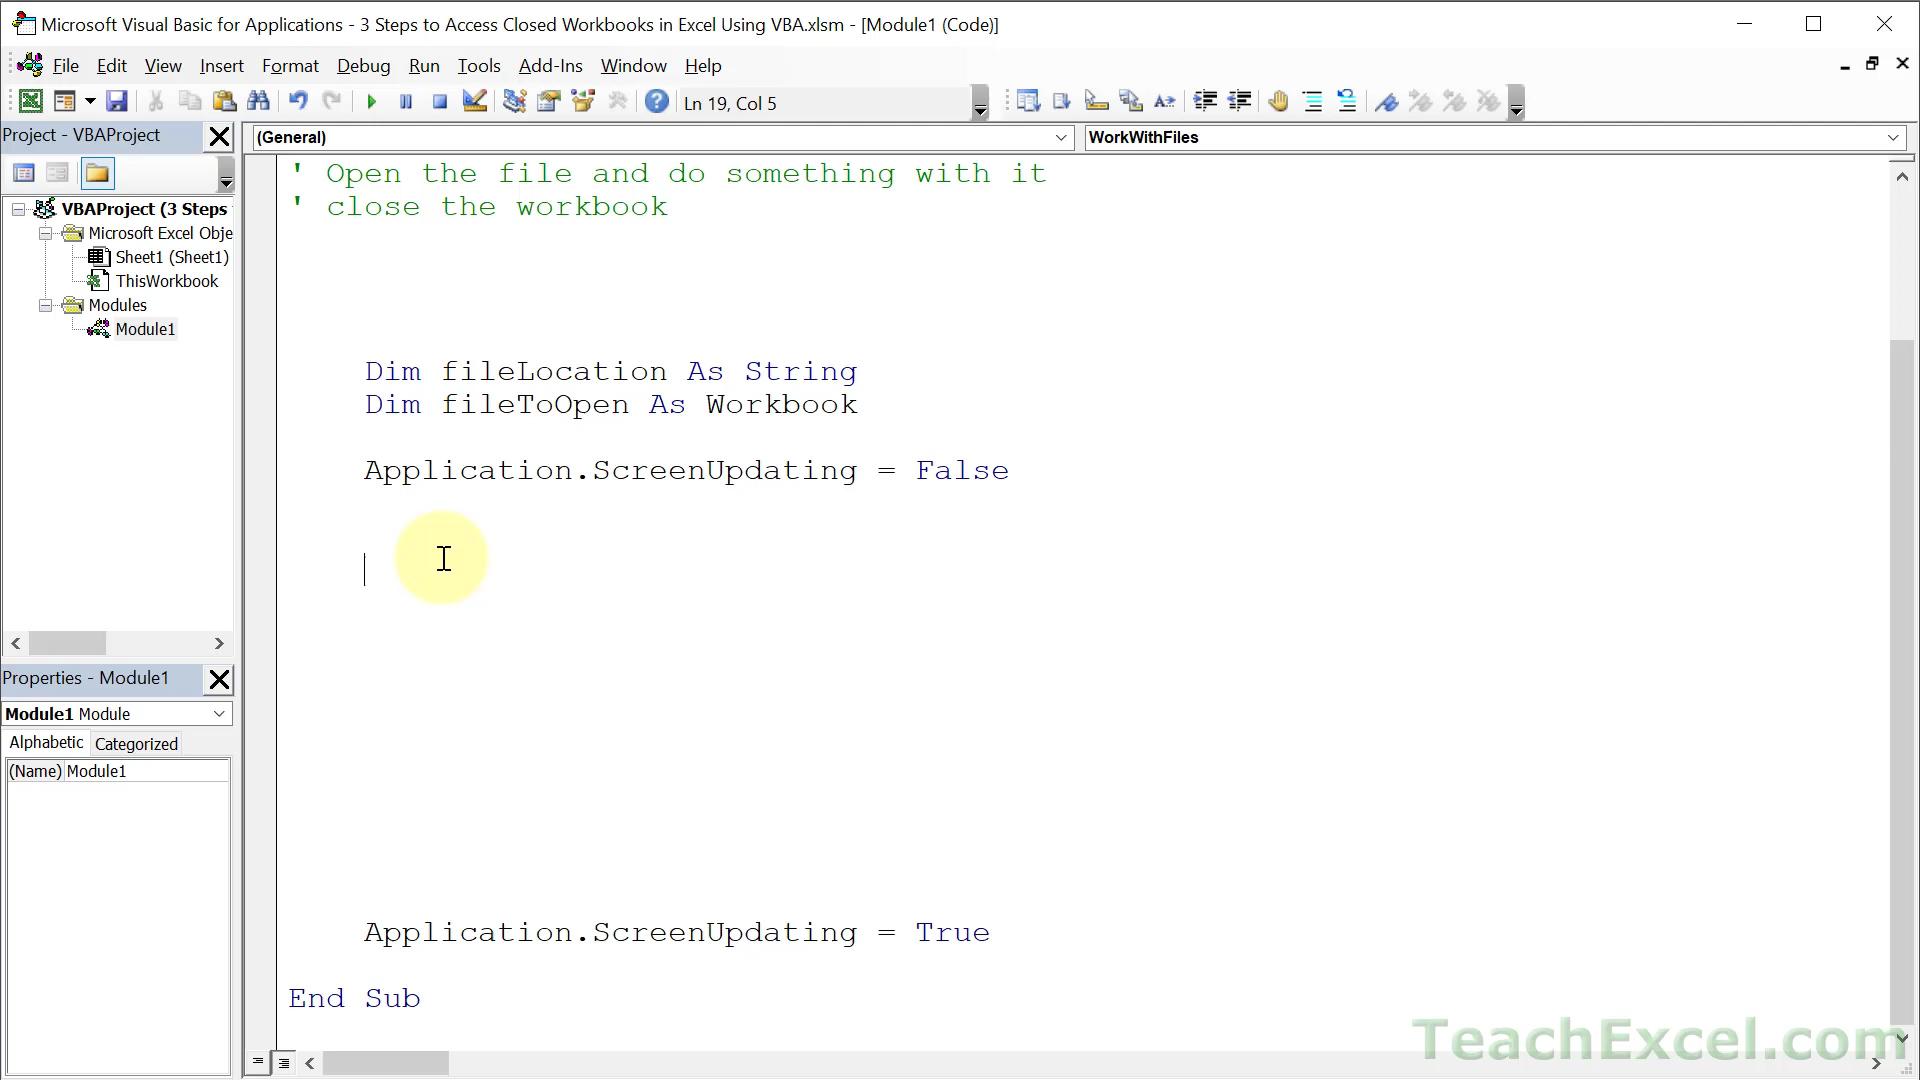 Microsoft Visual Basic for Applications - 3 Steps to Access Closed Workbooks in Excel Using VBA.xlsm - [Module1 (Code)]
File Edit View Insert Format Debug Run Tools Add-Ins Window Help
Ln 19, Col 5
Project - VBAProject
(General)
WorkWithFiles
VBAProject (3 Steps
Microsoft Excel Obje
Sheet1 (Sheet1)
ThisWorkbook
Modules
Module1
Properties - Module1
Module1 Module
Alphabetic Categorized
(Name) Module1
' Open the file and do something with it
' close the workbook
Dim fileLocation As String
Dim fileToOpen As Workbook
Application.ScreenUpdating = False
Application.ScreenUpdating = True
End Sub
TeachExcel.com